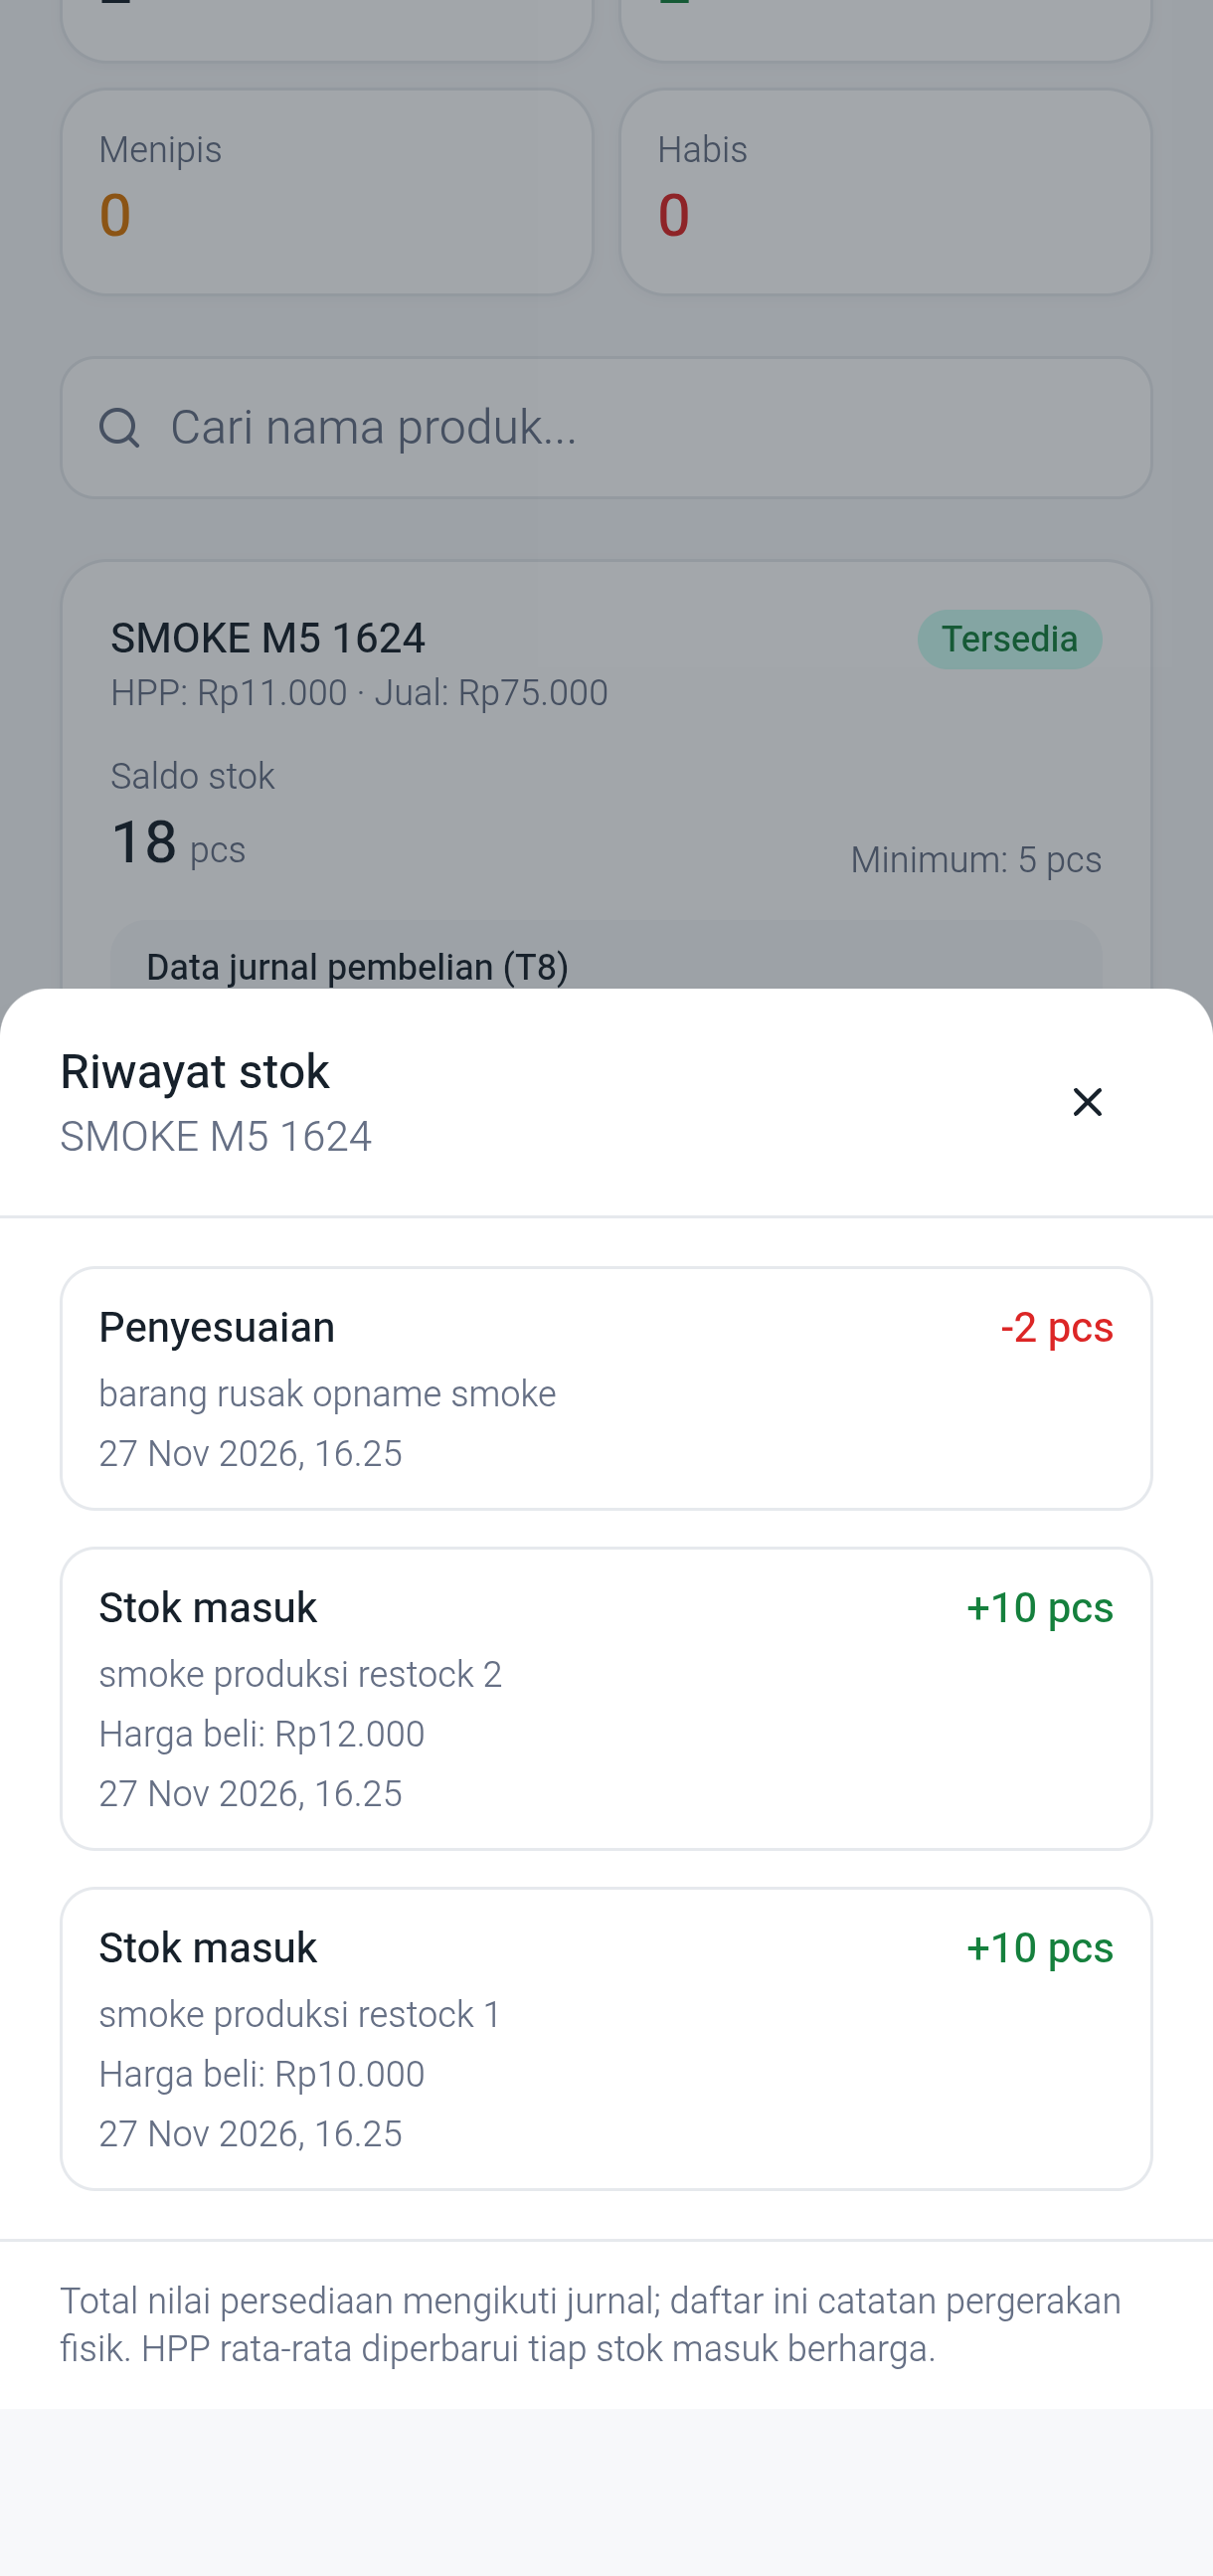 Menipis
Habis
0
0
Cari nama produk...
SMOKE M5 1624
Tersedia
HPP: Rp11.000 · Jual: Rp75.000
Saldo stok
18 pcs
Minimum: 5 pcs
Data jurnal pembelian (T8)
Riwayat stok
SMOKE M5 1624
Penyesuaian
-2 pcs
barang rusak opname smoke
27 Nov 2026, 16.25
Stok masuk
+10 pcs
smoke produksi restock 2
Harga beli: Rp12.000
27 Nov 2026, 16.25
Stok masuk
+10 pcs
smoke produksi restock 1
Harga beli: Rp10.000
27 Nov 2026, 16.25
Total nilai persediaan mengikuti jurnal; daftar ini catatan pergerakan
fisik. HPP rata-rata diperbarui tiap stok masuk berharga.